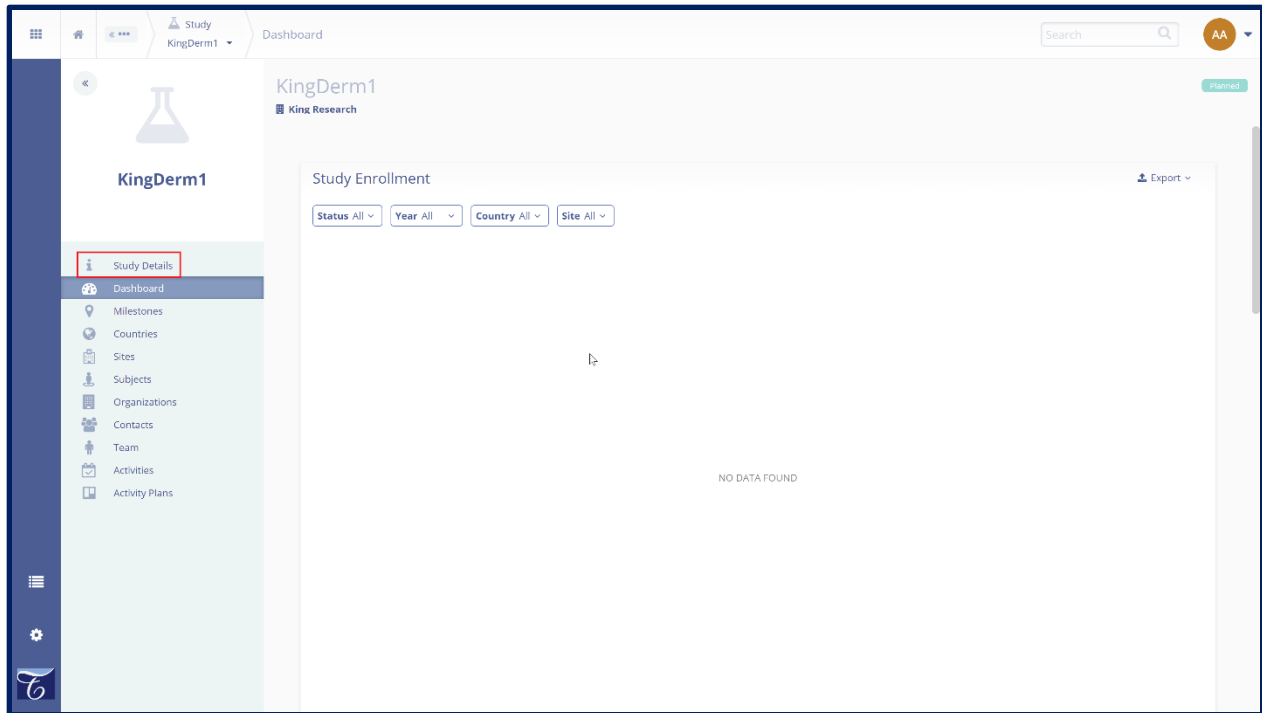 Study
KingDerm1
Dashboard
Search
AA
KingDerm1
King Research
Planned
KingDerm1
Study Enrollment
Export
Status All
Year All
Country All
Site All
Study Details
Dashboard
Milestones
Countries
Sites
Subjects
Organizations
Contacts
Team
Activities
Activity Plans
NO DATA FOUND